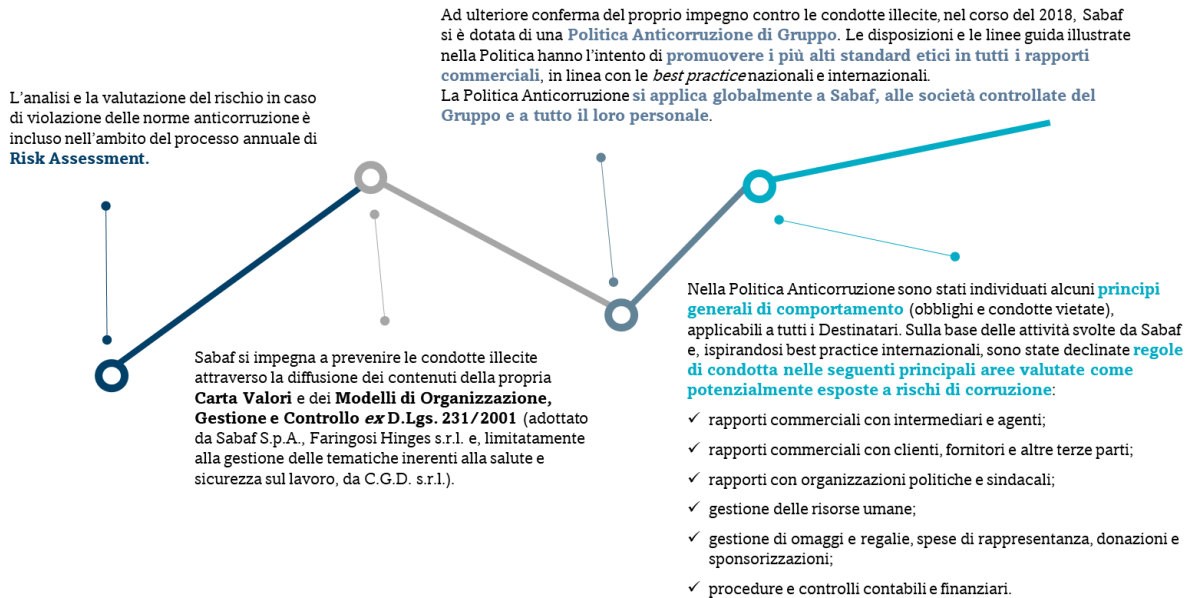 L'analisi e la valutazione del rischio in caso
di violazione delle norme anticorruzione è
incluso nell'ambito del processo annuale di
Risk Assessment.
Sabaf si impegna a prevenire le condotte illecite
attraverso la diffusione dei contenuti della propria
Carta Valori e dei Modelli di Organizzazione,
Gestione e Controllo ex D.Lgs. 231/2001 (adottato
da Sabaf S.p.A., Faringosi Hinges s.r.l. e, limitatamente
alla gestione delle tematiche inerenti alla salute e
sicurezza sul lavoro, da C.G.D. s.r.l.).
Ad ulteriore conferma del proprio impegno contro le condotte illecite, nel corso del 2018, Sabaf
si è dotata di una Politica Anticorruzione di Gruppo. Le disposizioni e le linee guida illustrate
nella Politica hanno l'intento di promuovere i più alti standard etici in tutti i rapporti
commerciali, in linea con le best practice nazionali e internazionali.
La Politica Anticorruzione si applica globalmente a Sabaf, alle società controllate del
Gruppo e a tutto il loro personale.
Nella Politica Anticorruzione sono stati individuati alcuni principi
generali di comportamento (obblighi e condotte vietate),
applicabili a tutti i Destinatari. Sulla base delle attività svolte da Sabaf
e, ispirandosi best practice internazionali, sono state declinate regole
di condotta nelle seguenti principali aree valutate come
potenzialmente esposte a rischi di corruzione:
✓ rapporti commerciali con intermediari e agenti;
✓ rapporti commerciali con clienti, fornitori e altre terze parti;
✓ rapporti con organizzazioni politiche e sindacali;
✓ gestione delle risorse umane;
✓ gestione di omaggi e regalie, spese di rappresentanza, donazioni e
sponsorizzazioni;
✓ procedure e controlli contabili e finanziari.